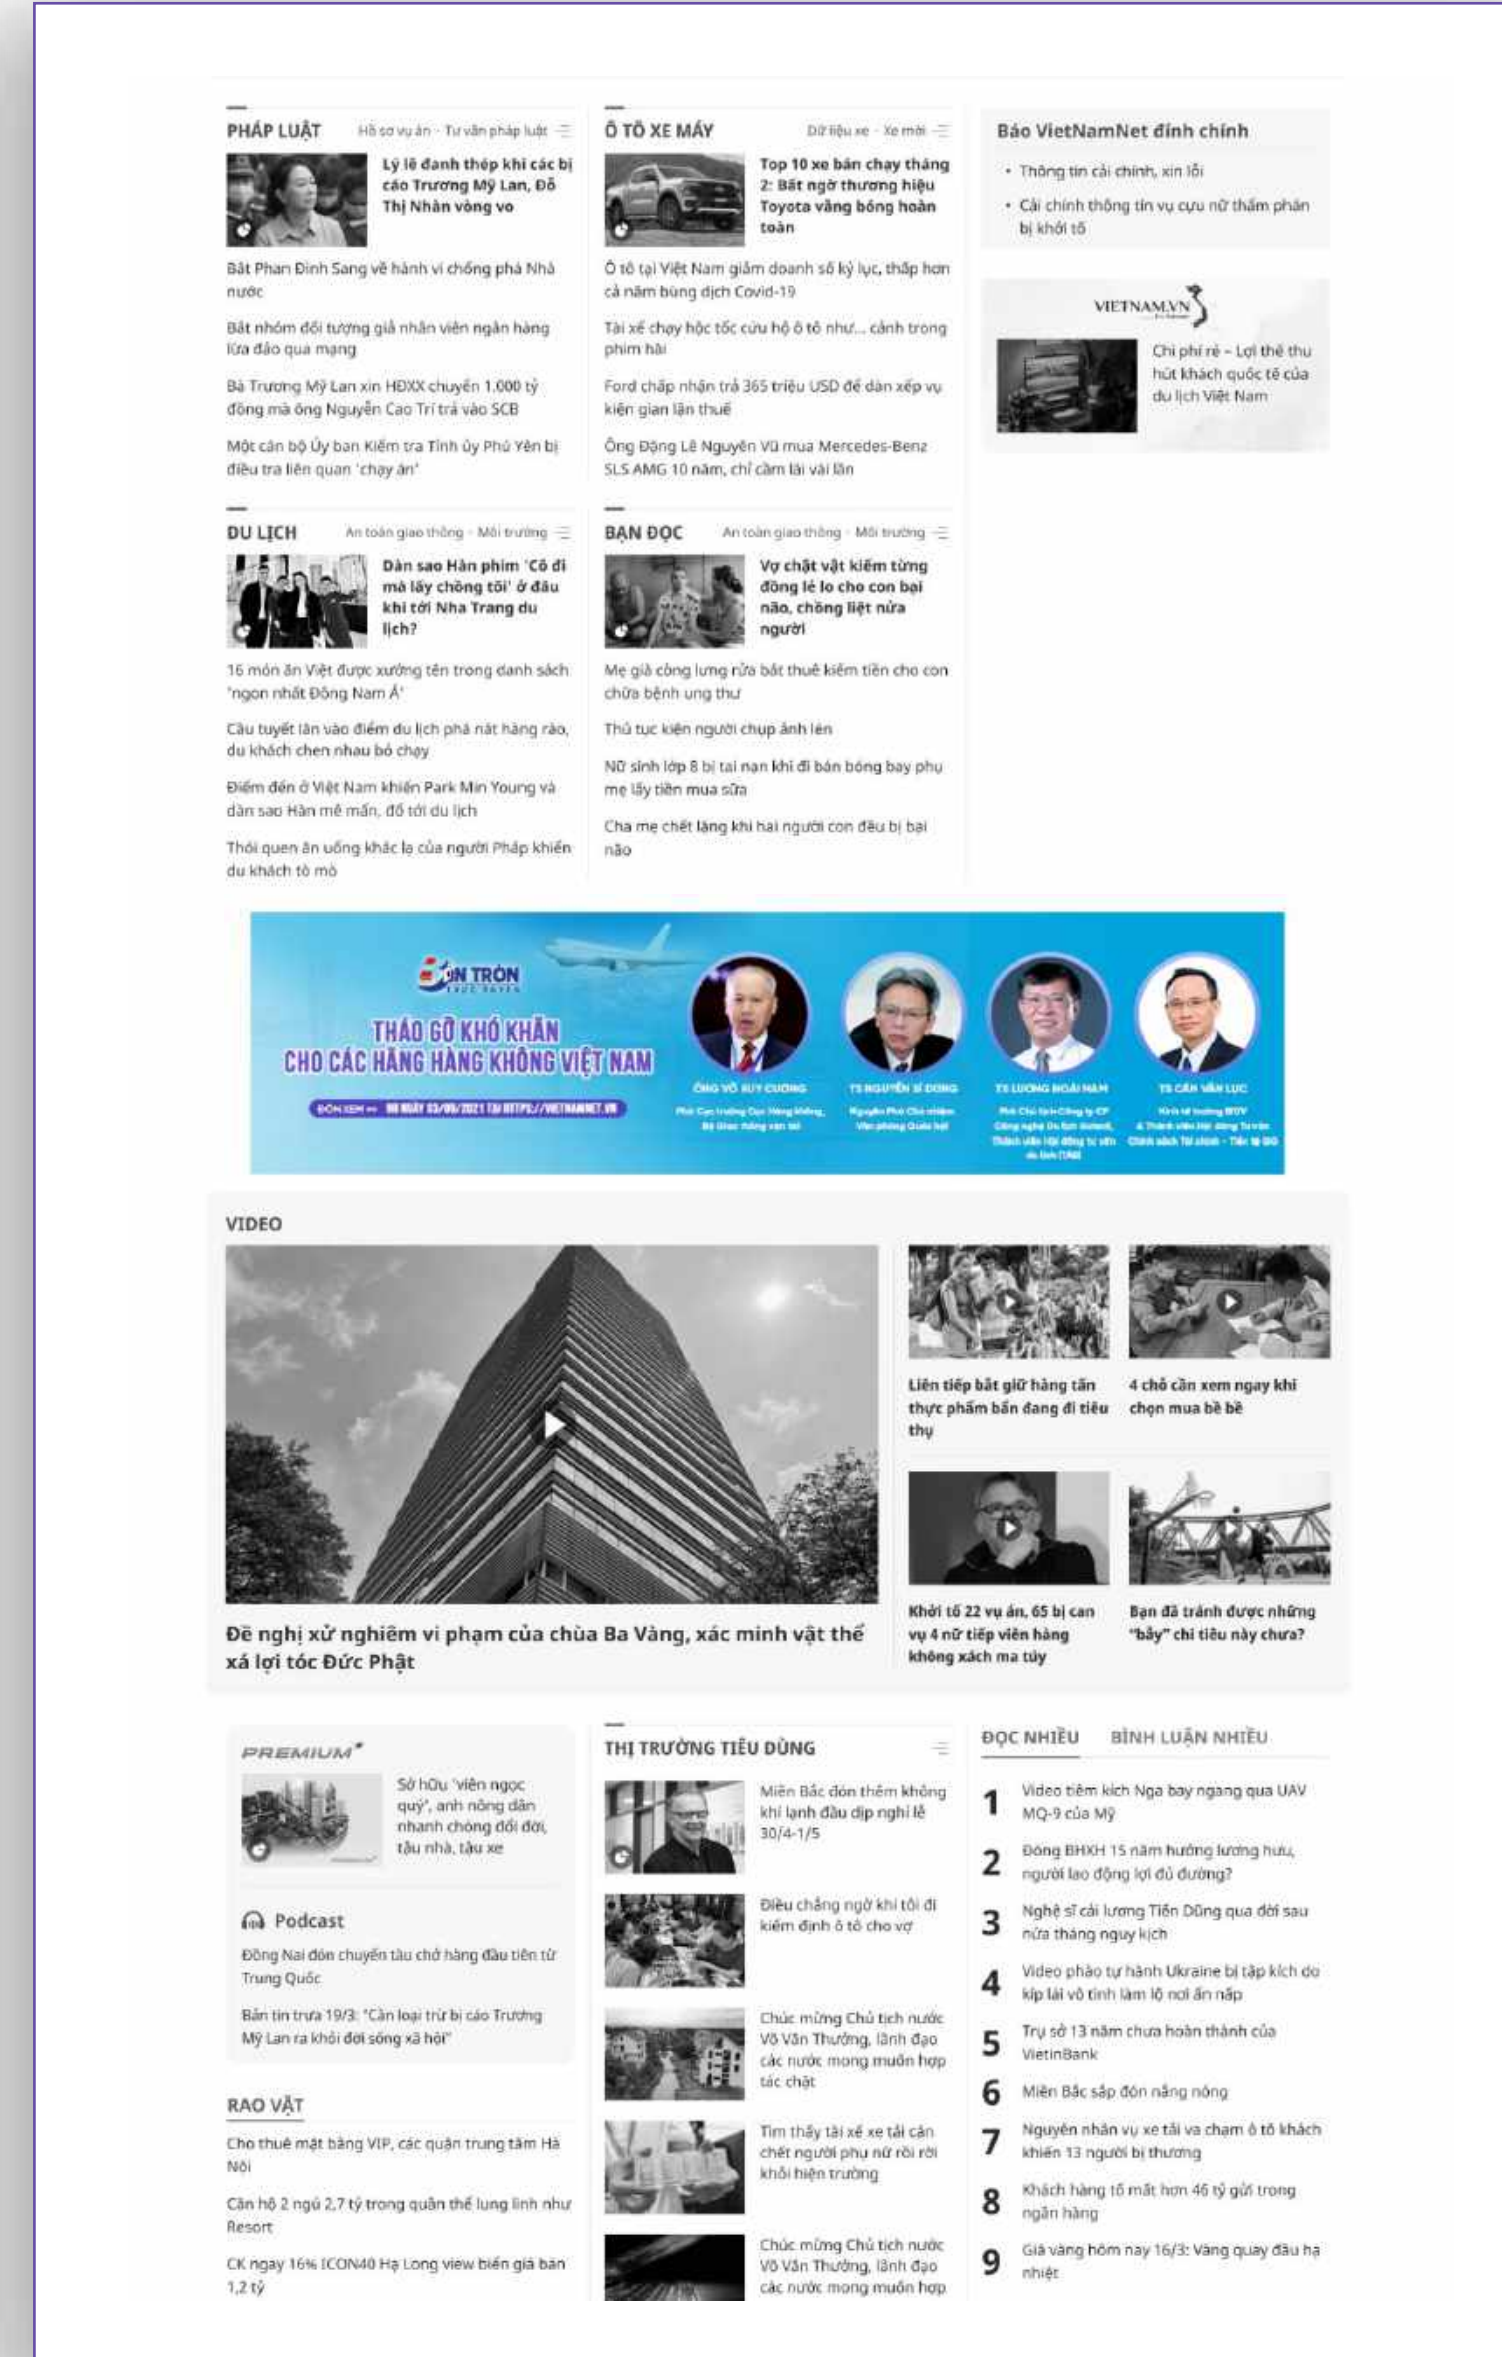 PHÁP LUẬT
Hồ sơ vụ án - Tư vấn pháp luật
Lý lẽ đanh thép khi các bị
cáo Trương Mỹ Lan, Đỗ
Thị Nhàn vòng vo
Bắt Phan Đình Sang về hành vi chống phá Nhà
nước
Bắt nhóm đối tượng giả nhân viên ngân hàng
lừa đảo qua mạng
Bà Trương Mỹ Lan xin HĐXX chuyển 1.000 tỷ
đồng mà ông Nguyễn Cao Trí trả vào SCB
Một cán bộ Ủy ban Kiểm tra Tỉnh ủy Phú Yên bị
điều tra liên quan 'chạy án'
Ô TÔ XE MÁY
Dữ liệu xe - Xe mới
Top 10 xe bán chạy tháng
2: Bất ngờ thương hiệu
Toyota vắng bóng hoàn
toàn
Ô tô tại Việt Nam giảm doanh số kỷ lục, thấp hơn
cả năm bùng dịch Covid-19
Tài xế chạy hộc tốc cứu hộ ô tô như... cảnh trong
phim hài
Ford chấp nhận trả 365 triệu USD để dàn xếp vụ
kiện gian lận thuế
Ông Đặng Lê Nguyên Vũ mua Mercedes-Benz
SLS AMG 10 năm, chỉ cầm lái vài lần
Báo VietNamNet đính chính
• Thông tin cải chính, xin lỗi
• Cải chính thông tin vụ cựu nữ thẩm phán
bị khởi tố
VIETNAM.VN
Chi phí rẻ – Lợi thế thu
hút khách quốc tế của
du lịch Việt Nam
DU LỊCH
An toàn giao thông - Môi trường
Dàn sao Hàn phim 'Cô đi
mà lấy chồng tôi' ở đâu
khi tới Nha Trang du
lịch?
16 món ăn Việt được xướng tên trong danh sách
'ngon nhất Đông Nam Á'
Cầu tuyết lăn vào điểm du lịch phá nát hàng rào,
du khách chen nhau bỏ chạy
Điểm đến ở Việt Nam khiến Park Min Young và
dàn sao Hàn mê mẩn, đổ tới du lịch
Thói quen ăn uống khác lạ của người Pháp khiến
du khách tò mò
BẠN ĐỌC
An toàn giao thông - Môi trường
Vợ chật vật kiếm từng
đồng lẻ lo cho con bại
não, chồng liệt nửa
người
Mẹ già còng lưng rửa bát thuê kiếm tiền cho con
chữa bệnh ung thư
Thủ tục kiện người chụp ảnh lén
Nữ sinh lớp 8 bị tai nạn khi đi bán bóng bay phụ
mẹ lấy tiền mua sữa
Cha mẹ chết lặng khi hai người con đều bị bại
não
THÁO GỠ KHÓ KHĂN
CHO CÁC HÃNG HÀNG KHÔNG VIỆT NAM
ÔNG VÕ HUY CƯỜNG
Phó Cục trưởng Cục Hàng không,
Bộ Giao thông vận tải
TS NGUYỄN SĨ DŨNG
Nguyên Phó Chủ nhiệm
Văn phòng Quốc hội
TS LƯƠNG HOÀI NAM
TS CẤN VĂN LỰC
VIDEO
Đề nghị xử nghiêm vi phạm của chùa Ba Vàng, xác minh vật thể
xá lợi tóc Đức Phật
Liên tiếp bắt giữ hàng tấn
thực phẩm bẩn đang đi tiêu
thụ
4 chỗ cần xem ngay khi
chọn mua bề bề
Khởi tố 22 vụ án, 65 bị can
vụ 4 nữ tiếp viên hàng
không xách ma túy
Bạn đã tránh được những
“bẫy” chi tiêu này chưa?
PREMIUM
Sở hữu 'viên ngọc
quý', anh nông dân
nhanh chóng đổi đời,
tậu nhà, tậu xe
Podcast
Đồng Nai đón chuyến tàu chở hàng đầu tiên từ
Trung Quốc
Bản tin trưa 19/3: "Cần loại trừ bị cáo Trương
Mỹ Lan ra khỏi đời sống xã hội"
RAO VẶT
Cho thuê mặt bằng VIP, các quận trung tâm Hà
Nội
Căn hộ 2 ngủ 2,7 tỷ trong quần thể lung linh như
Resort
CK ngay 16% ICON40 Hạ Long view biển giá bán
1,2 tỷ
THỊ TRƯỜNG TIÊU DÙNG
Miền Bắc đón thêm không
khí lạnh đầu dịp nghỉ lễ
30/4-1/5
Điều chẳng ngờ khi tôi đi
kiểm định ô tô cho vợ
Chúc mừng Chủ tịch nước
Võ Văn Thưởng, lãnh đạo
các nước mong muốn hợp
tác chặt
Tìm thấy tài xế xe tải cán
chết người phụ nữ rồi rời
khỏi hiện trường
Chúc mừng Chủ tịch nước
Võ Văn Thưởng, lãnh đạo
các nước mong muốn hợp
ĐỌC NHIỀU
BÌNH LUẬN NHIỀU
1 Video tiêm kích Nga bay ngang qua UAV
MQ-9 của Mỹ
2 Đóng BHXH 15 năm hưởng lương hưu,
người lao động lợi đủ đường?
3 Nghệ sĩ cải lương Tiến Dũng qua đời sau
nửa tháng nguy kịch
4 Video pháo tự hành Ukraine bị tập kích do
kíp lái vô tình làm lộ nơi ẩn nấp
5 Trụ sở 13 năm chưa hoàn thành của
VietinBank
6 Miền Bắc sắp đón nắng nóng
7 Nguyên nhân vụ xe tải va chạm ô tô khách
khiến 13 người bị thương
8 Khách hàng tố mất hơn 46 tỷ gửi trong
ngân hàng
9 Giá vàng hôm nay 16/3: Vàng quay đầu hạ
nhiệt